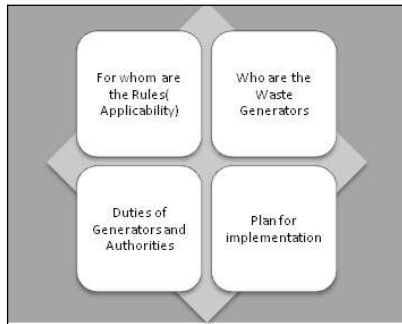 For whom are
the Rules(
Applicability)
Who are the
Waste
Generators
Duties of
Generators and
Authorities
Plan for
implementation